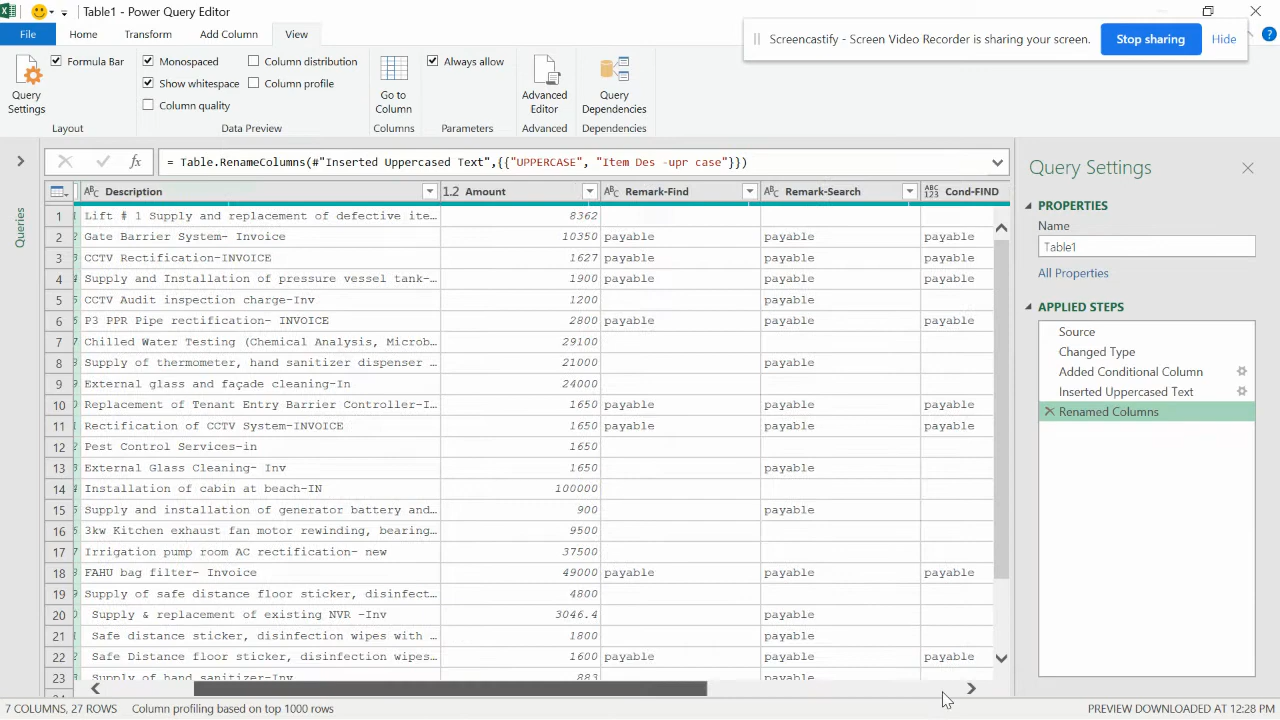 Table1 - Power Query Editor
File Home Transform Add Column View
Screencastify - Screen Video Recorder is sharing your screen. Stop sharing Hide
Query Settings
Formula Bar
Layout
Monospaced
Show whitespace
Column quality
Column distribution
Column profile
Data Preview
Go to Column
Columns
Always allow
Parameters
Advanced Editor
Advanced
Query Dependencies
Dependencies
fx = Table.RenameColumns(#"Inserted Uppercased Text",{{"UPPERCASE", "Item Des -upr case"}})
Queries
Description 1.2 Amount Remark-Find Remark-Search Cond-FIND
1 Lift # 1 Supply and replacement of defective ite… 8362
2 Gate Barrier System- Invoice 10350 payable payable payable
3 CCTV Rectification-INVOICE 1627 payable payable payable
4 Supply and Installation of pressure vessel tank-… 1900 payable payable payable
5 CCTV Audit inspection charge-Inv 1200 payable
6 P3 PPR Pipe rectification- INVOICE 2800 payable payable payable
7 Chilled Water Testing (Chemical Analysis, Microb… 29100
8 Supply of thermometer, hand sanitizer dispenser … 21000 payable
9 External glass and façade cleaning-In 24000
10 Replacement of Tenant Entry Barrier Controller-I… 1650 payable payable payable
11 Rectification of CCTV System-INVOICE 1650 payable payable payable
12 Pest Control Services-in 1650
13 External Glass Cleaning- Inv 1650 payable
14 Installation of cabin at beach-IN 100000
15 Supply and installation of generator battery and… 900 payable
16 3kw Kitchen exhaust fan motor rewinding, bearing… 9500
17 Irrigation pump room AC rectification- new 37500
18 FAHU bag filter- Invoice 49000 payable payable payable
19 Supply of safe distance floor sticker, disinfect… 4800
20 Supply & replacement of existing NVR -Inv 3046.4 payable
21 Safe distance sticker, disinfection wipes with … 1800 payable
22 Safe Distance floor sticker, disinfection wipes… 1600 payable payable payable
23 Supply of hand sanitizer-Inv 883 payable
Query Settings
PROPERTIES
Name
Table1
All Properties
APPLIED STEPS
Source
Changed Type
Added Conditional Column
Inserted Uppercased Text
Renamed Columns
7 COLUMNS, 27 ROWS Column profiling based on top 1000 rows PREVIEW DOWNLOADED AT 12:28 PM